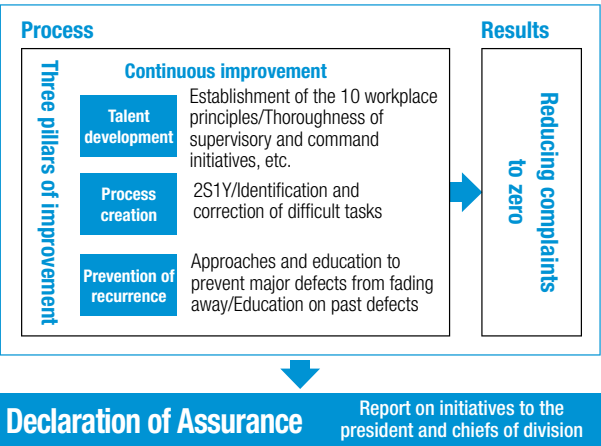 Process
Three pillars of improvement
Continuous improvement
Talent
development
Establishment of the 10 workplace
principles/Thoroughness of
supervisory and command
initiatives, etc.
Process
creation
2S1Y/Identification and
correction of difficult tasks
Prevention of
recurrence
Approaches and education to
prevent major defects from fading
away/Education on past defects
Results
Reducing complaints
to zero
Declaration of Assurance
Report on initiatives to the
president and chiefs of division